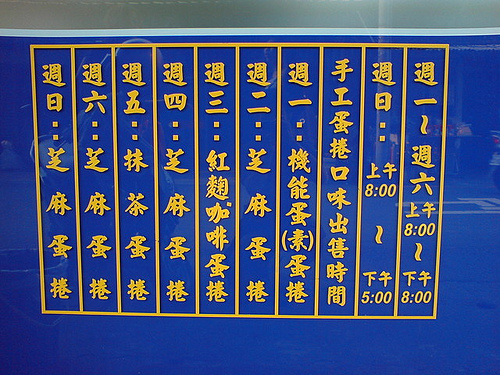 週一~週六 上午 8:00 ~ 下午 8:00
週日: 上午 8:00 ~ 下午 5:00
手工蛋捲口味出售時間
週一:機能蛋(素)蛋捲
週二:芝麻蛋捲
週三:紅麴咖啡蛋捲
週四:芝麻蛋捲
週五:抹茶蛋捲
週六:芝麻蛋捲
週日:芝麻蛋捲